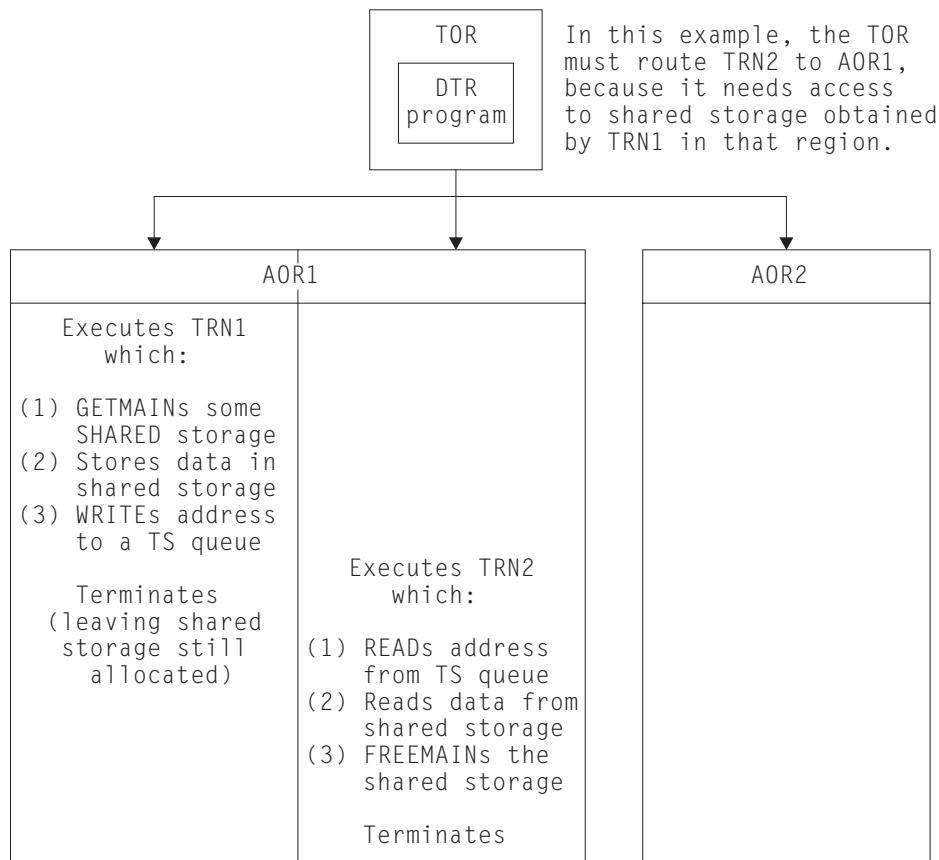 TOR
DTR
program
In this example, the TOR
must route TRN2 to AOR1,
because it needs access
to shared storage obtained
by TRN1 in that region.
AOR1
AOR2
Executes TRN1
which:
(1) GETMAINs some
SHARED storage
(2) Stores data in
shared storage
(3) WRITEs address
to a TS queue
Terminates
(leaving shared
storage still
allocated)
Executes TRN2
which:
(1) READs address
from TS queue
(2) Reads data from
shared storage
(3) FREEMAINs the
shared storage
Terminates